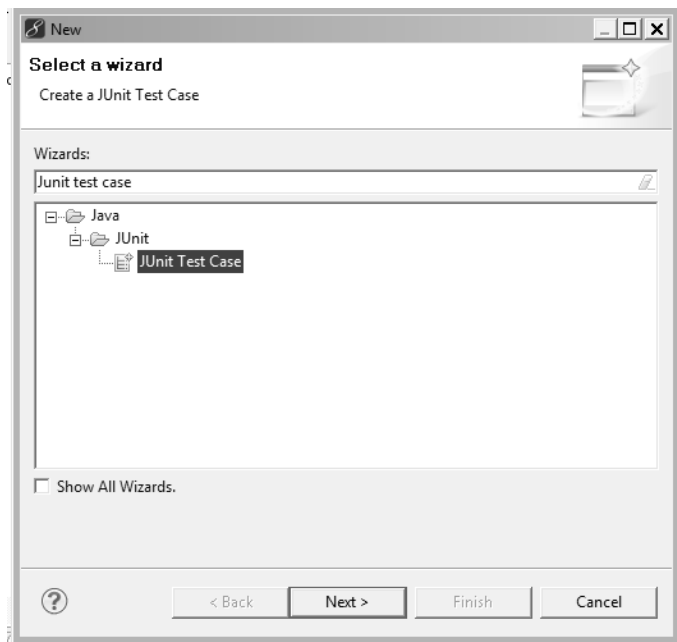 New
Select a wizard
Create a JUnit Test Case
Wizards:
Junit test case
Java
JUnit
JUnit Test Case
Show All Wizards.
< Back Next > Finish Cancel